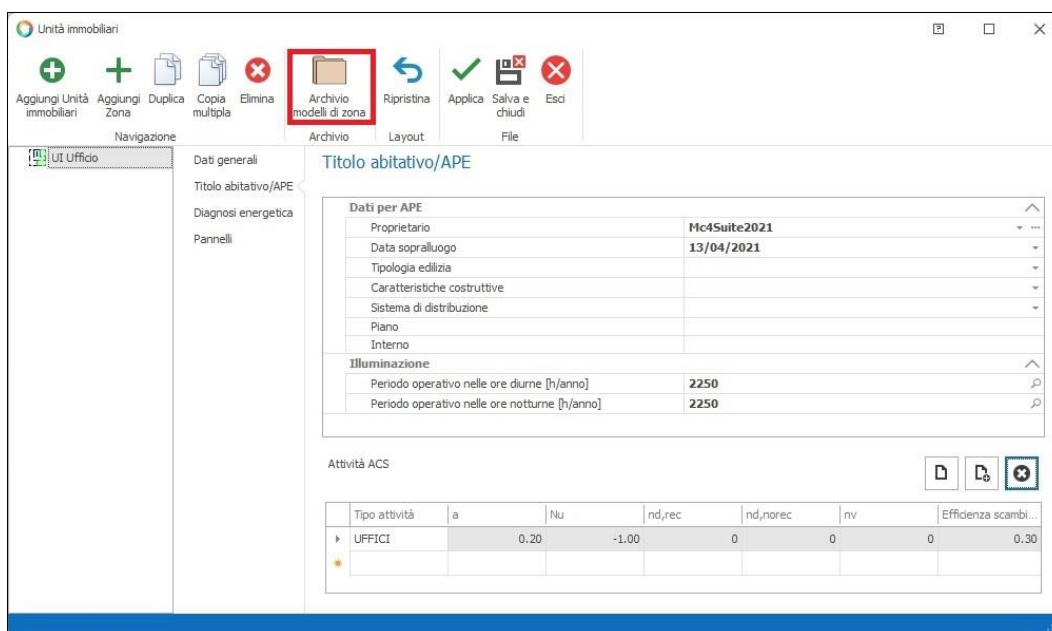 Unità immobiliari
Aggiungi Unità immobiliari
Aggiungi Zona
Duplica
Copia multipla
Elimina
Archivio modelli di zona
Ripristina
Applica
Salva e chiudi
Esci
Navigazione
Archivio
Layout
File
UI Ufficio
Dati generali
Titolo abitativo/APE
Diagnosi energetica
Pannelli
Titolo abitativo/APE
Dati per APE
Proprietario Mc4Suite2021
Data sopralluogo 13/04/2021
Tipologia edilizia
Caratteristiche costruttive
Sistema di distribuzione
Piano
Interno
Illuminazione
Periodo operativo nelle ore diurne [h/anno] 2250
Periodo operativo nelle ore notturne [h/anno] 2250
Attività ACS
Tipo attività a Nu nd,rec nd,norec nv Efficienza scambi...
UFFICI 0.20 -1.00 0 0 0 0.30